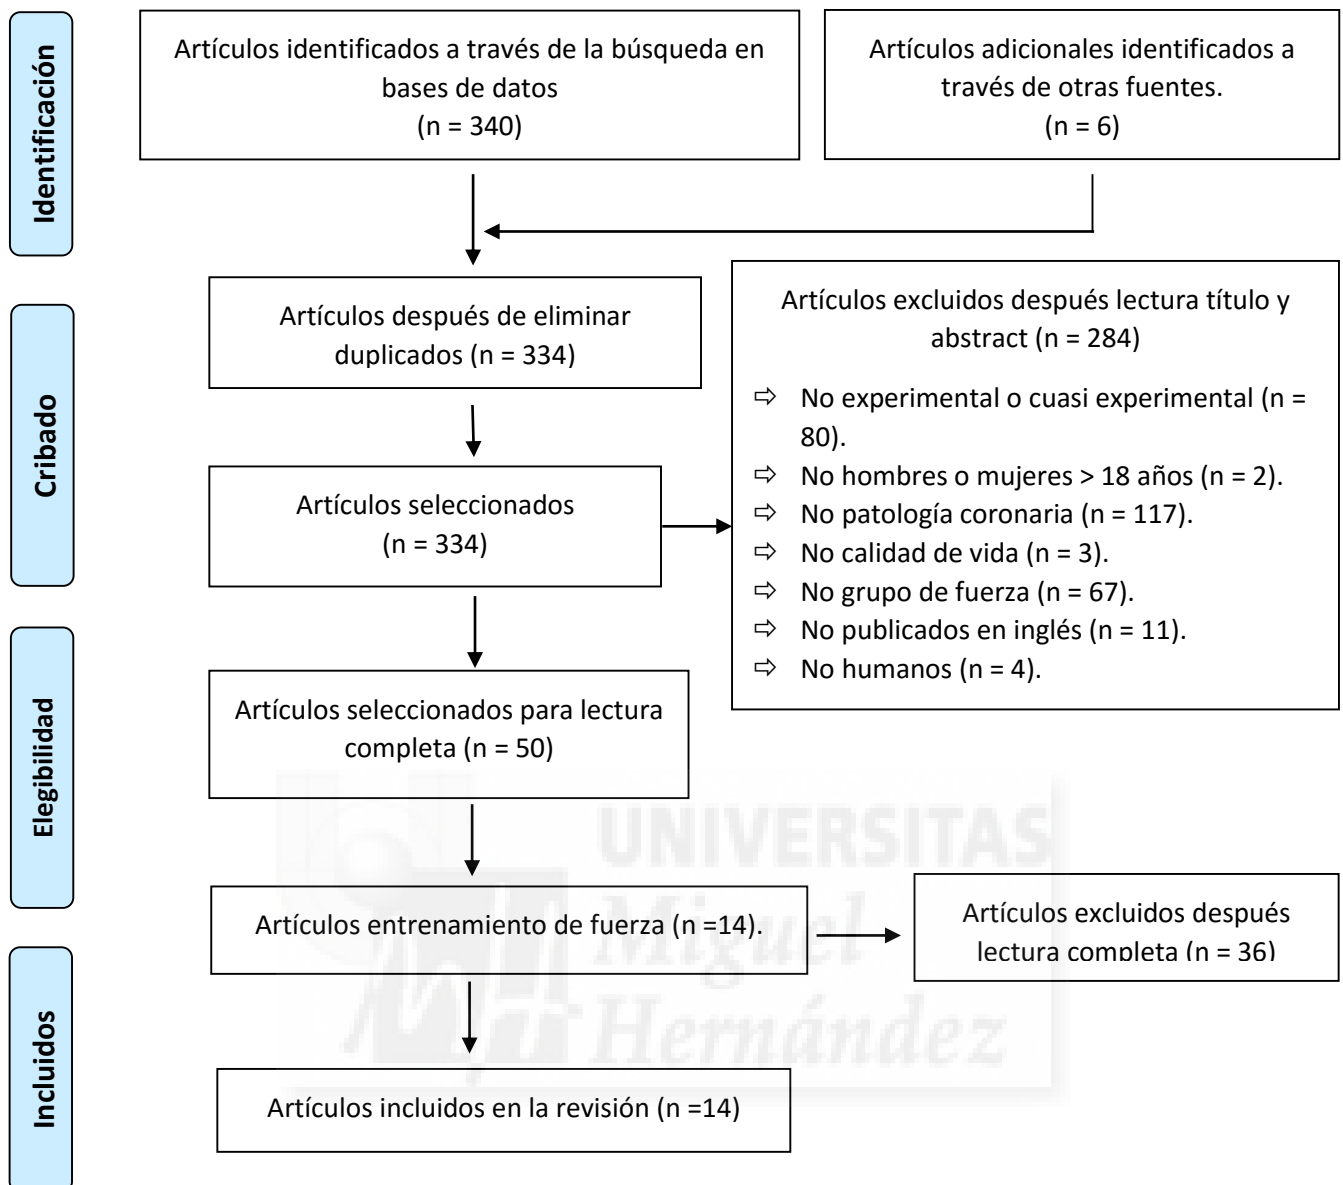 Identificación
Artículos identificados a través de la búsqueda en
bases de datos
(n = 340)
Artículos adicionales identificados a
través de otras fuentes.
(n = 6)
Cribado
Artículos después de eliminar
duplicados (n = 334)
Artículos seleccionados
(n = 334)
Artículos excluidos después lectura título y
abstract (n = 284)
⇨ No experimental o cuasi experimental (n =
80).
⇨ No hombres o mujeres > 18 años (n = 2).
⇨ No patología coronaria (n = 117).
⇨ No calidad de vida (n = 3).
⇨ No grupo de fuerza (n = 67).
⇨ No publicados en inglés (n = 11).
⇨ No humanos (n = 4).
Elegibilidad
Artículos seleccionados para lectura
completa (n = 50)
Artículos entrenamiento de fuerza (n =14).
Artículos excluidos después
lectura completa (n = 36)
Incluidos
Artículos incluidos en la revisión (n =14)
UNIVERSITAS
Miguel
Hernández